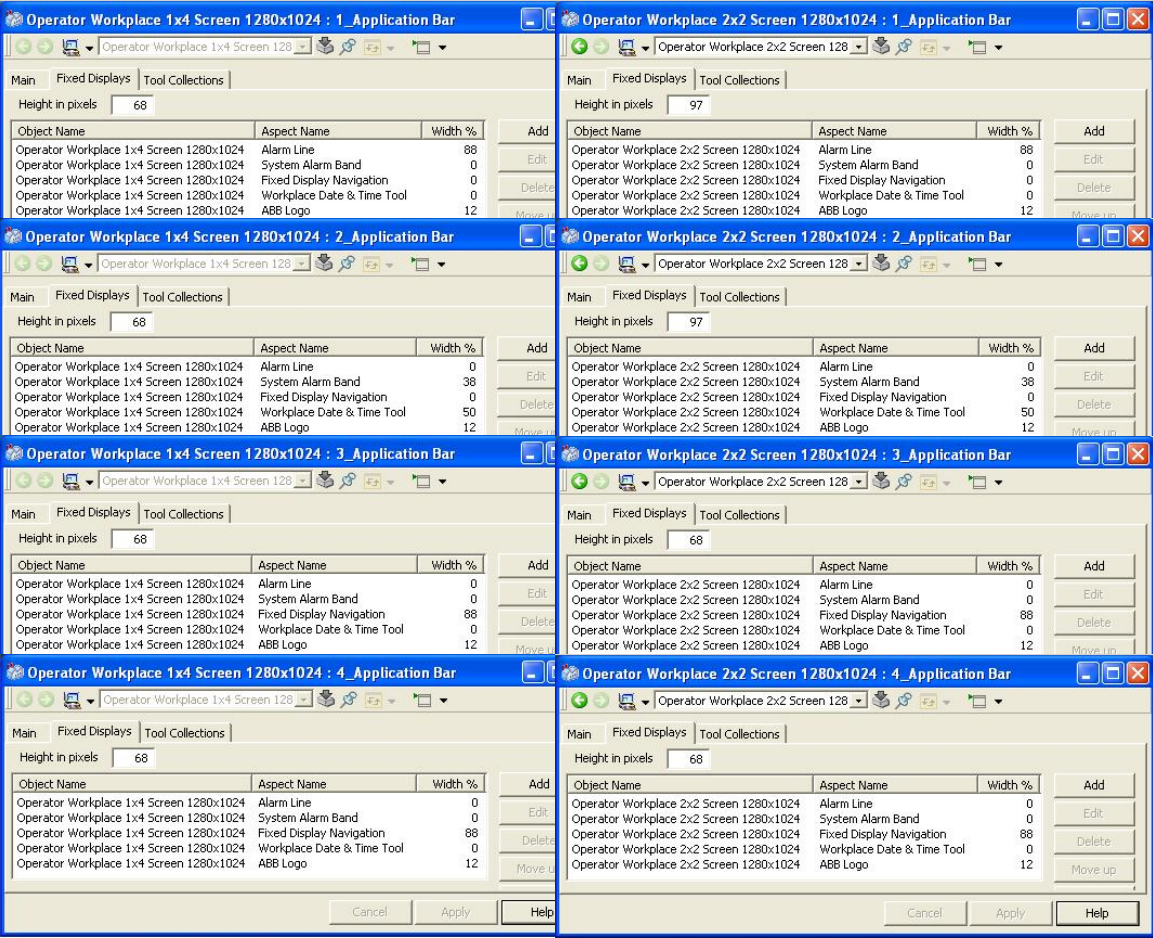 Operator Workplace 1x4 Screen 1280x1024 : 1_Application Bar
Operator Workplace 1x4 Screen 128
Main Fixed Displays Tool Collections
Height in pixels 68
Object Name Aspect Name Width % Add
Operator Workplace 1x4 Screen 1280x1024 Alarm Line 88
Operator Workplace 1x4 Screen 1280x1024 System Alarm Band 0
Edit
Operator Workplace 1x4 Screen 1280x1024 Fixed Display Navigation 0
Operator Workplace 1x4 Screen 1280x1024 Workplace Date & Time Tool 0
Delete
Operator Workplace 1x4 Screen 1280x1024 ABB Logo 12
Move u
Operator Workplace 2x2 Screen 1280x1024 : 1_Application Bar
Operator Workplace 2x2 Screen 128
Main Fixed Displays Tool Collections
Height in pixels 97
Object Name Aspect Name Width % Add
Operator Workplace 2x2 Screen 1280x1024 Alarm Line 88
Operator Workplace 2x2 Screen 1280x1024 System Alarm Band 0
Edit
Operator Workplace 2x2 Screen 1280x1024 Fixed Display Navigation 0
Operator Workplace 2x2 Screen 1280x1024 Workplace Date & Time Tool 0
Delete
Operator Workplace 2x2 Screen 1280x1024 ABB Logo 12
Move up
Operator Workplace 1x4 Screen 1280x1024 : 2_Application Bar
Operator Workplace 1x4 Screen 128
Main Fixed Displays Tool Collections
Height in pixels 68
Object Name Aspect Name Width % Add
Operator Workplace 1x4 Screen 1280x1024 Alarm Line 0
Operator Workplace 1x4 Screen 1280x1024 System Alarm Band 38
Edit
Operator Workplace 1x4 Screen 1280x1024 Fixed Display Navigation 0
Operator Workplace 1x4 Screen 1280x1024 Workplace Date & Time Tool 50
Delete
Operator Workplace 1x4 Screen 1280x1024 ABB Logo 12
Move u
Operator Workplace 2x2 Screen 1280x1024 : 2_Application Bar
Operator Workplace 2x2 Screen 128
Main Fixed Displays Tool Collections
Height in pixels 97
Object Name Aspect Name Width % Add
Operator Workplace 2x2 Screen 1280x1024 Alarm Line 0
Operator Workplace 2x2 Screen 1280x1024 System Alarm Band 38
Edit
Operator Workplace 2x2 Screen 1280x1024 Fixed Display Navigation 0
Operator Workplace 2x2 Screen 1280x1024 Workplace Date & Time Tool 50
Delete
Operator Workplace 2x2 Screen 1280x1024 ABB Logo 12
Move up
Operator Workplace 1x4 Screen 1280x1024 : 3_Application Bar
Operator Workplace 1x4 Screen 128
Main Fixed Displays Tool Collections
Height in pixels 68
Object Name Aspect Name Width % Add
Operator Workplace 1x4 Screen 1280x1024 Alarm Line 0
Operator Workplace 1x4 Screen 1280x1024 System Alarm Band 0
Edit
Operator Workplace 1x4 Screen 1280x1024 Fixed Display Navigation 88
Operator Workplace 1x4 Screen 1280x1024 Workplace Date & Time Tool 0
Delete
Operator Workplace 1x4 Screen 1280x1024 ABB Logo 12
Move u
Operator Workplace 2x2 Screen 1280x1024 : 3_Application Bar
Operator Workplace 2x2 Screen 128
Main Fixed Displays Tool Collections
Height in pixels 68
Object Name Aspect Name Width % Add
Operator Workplace 2x2 Screen 1280x1024 Alarm Line 0
Operator Workplace 2x2 Screen 1280x1024 System Alarm Band 0
Edit
Operator Workplace 2x2 Screen 1280x1024 Fixed Display Navigation 88
Operator Workplace 2x2 Screen 1280x1024 Workplace Date & Time Tool 0
Delete
Operator Workplace 2x2 Screen 1280x1024 ABB Logo 12
Move up
Operator Workplace 1x4 Screen 1280x1024 : 4_Application Bar
Operator Workplace 1x4 Screen 128
Main Fixed Displays Tool Collections
Height in pixels 68
Object Name Aspect Name Width % Add
Operator Workplace 1x4 Screen 1280x1024 Alarm Line 0
Operator Workplace 1x4 Screen 1280x1024 System Alarm Band 0
Edit
Operator Workplace 1x4 Screen 1280x1024 Fixed Display Navigation 88
Operator Workplace 1x4 Screen 1280x1024 Workplace Date & Time Tool 0
Delete
Operator Workplace 1x4 Screen 1280x1024 ABB Logo 12
Move u
Cancel Apply Help
Operator Workplace 2x2 Screen 1280x1024 : 4_Application Bar
Operator Workplace 2x2 Screen 128
Main Fixed Displays Tool Collections
Height in pixels 68
Object Name Aspect Name Width % Add
Operator Workplace 2x2 Screen 1280x1024 Alarm Line 0
Operator Workplace 2x2 Screen 1280x1024 System Alarm Band 0
Edit
Operator Workplace 2x2 Screen 1280x1024 Fixed Display Navigation 88
Operator Workplace 2x2 Screen 1280x1024 Workplace Date & Time Tool 0
Delete
Operator Workplace 2x2 Screen 1280x1024 ABB Logo 12
Move up
Cancel Apply Help